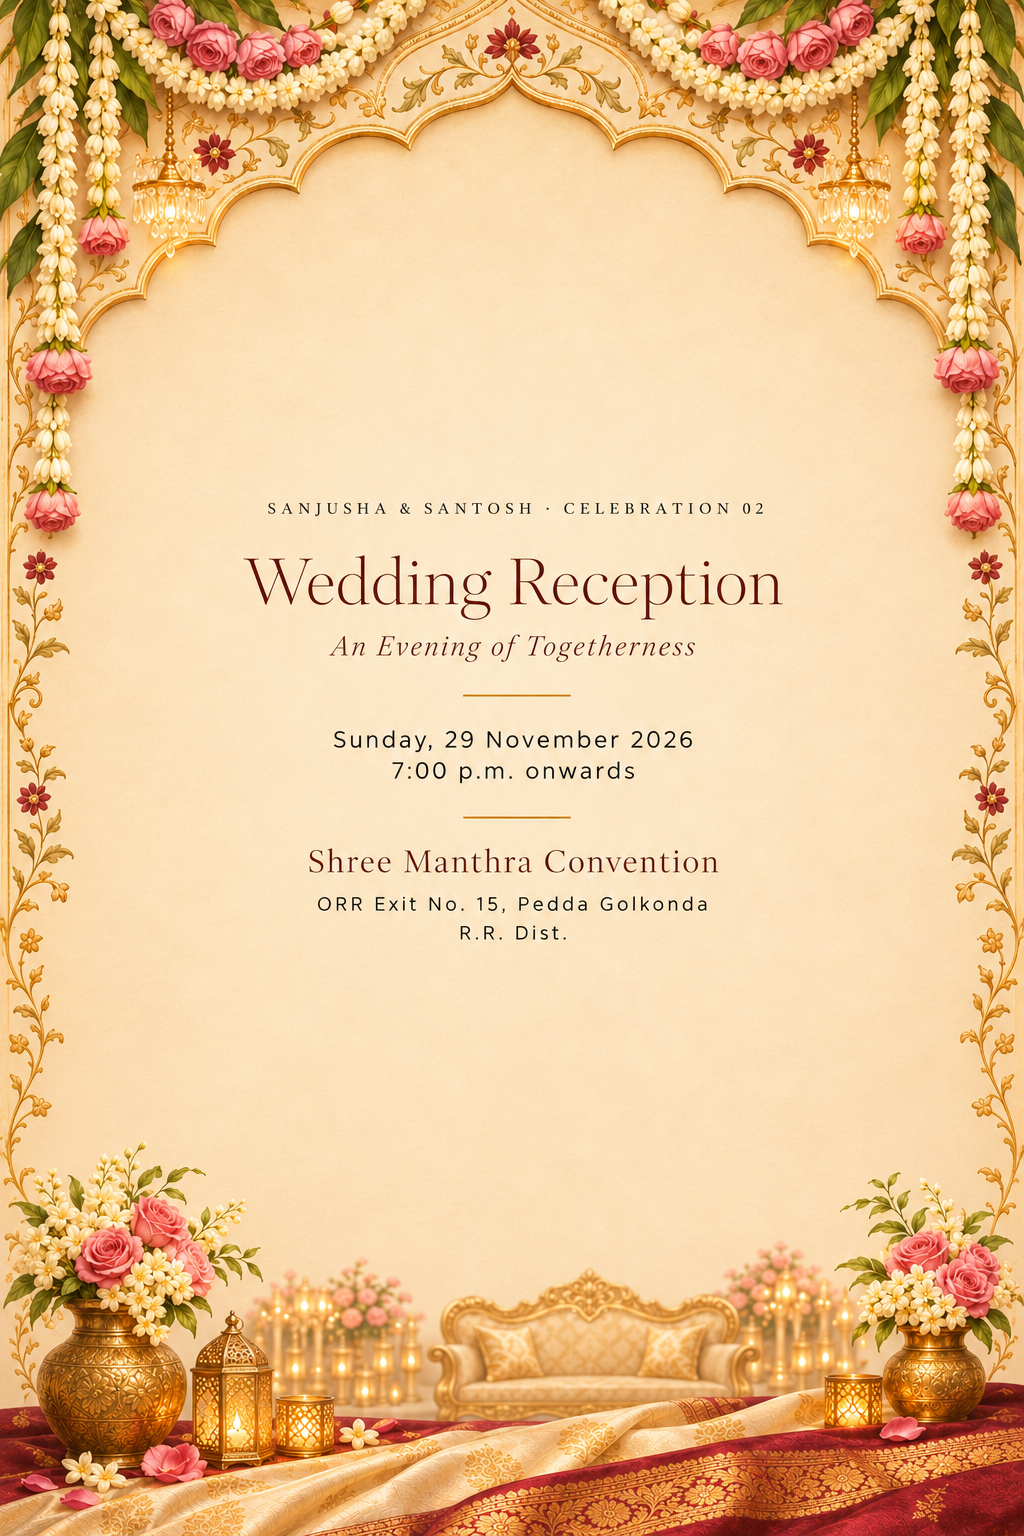 SANJUSHA & SANTOSH · CELEBRATION 02
Wedding Reception
An Evening of Togetherness
Sunday, 29 November 2026
7:00 p.m. onwards
Shree Manthra Convention
ORR Exit No. 15, Pedda Golkonda
R.R. Dist.